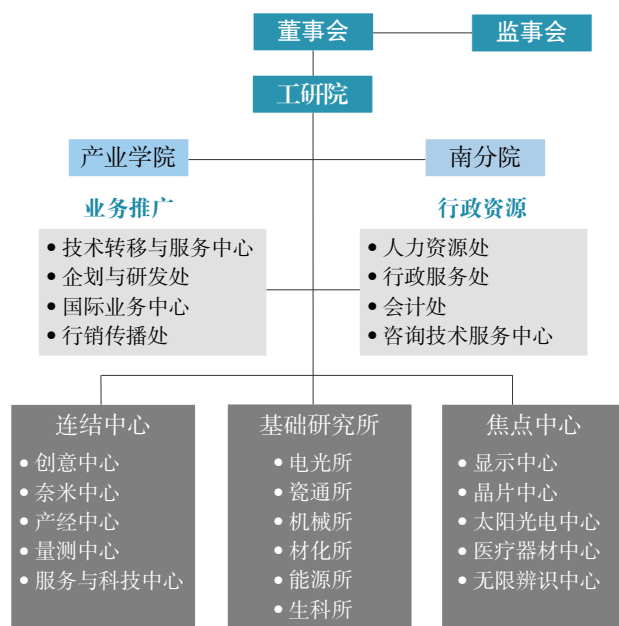 董事会
监事会
工研院
产业学院
南分院
业务推广
• 技术转移与服务中心
• 企划与研发处
• 国际业务中心
• 行销传播处
行政资源
• 人力资源处
• 行政服务处
• 会计处
• 咨询技术服务中心
连结中心
• 创意中心
• 奈米中心
• 产经中心
• 量测中心
• 服务与科技中心
基础研究所
• 电光所
• 瓷通所
• 机械所
• 材化所
• 能源所
• 生科所
焦点中心
• 显示中心
• 晶片中心
• 太阳光电中心
• 医疗器材中心
• 无限辨识中心